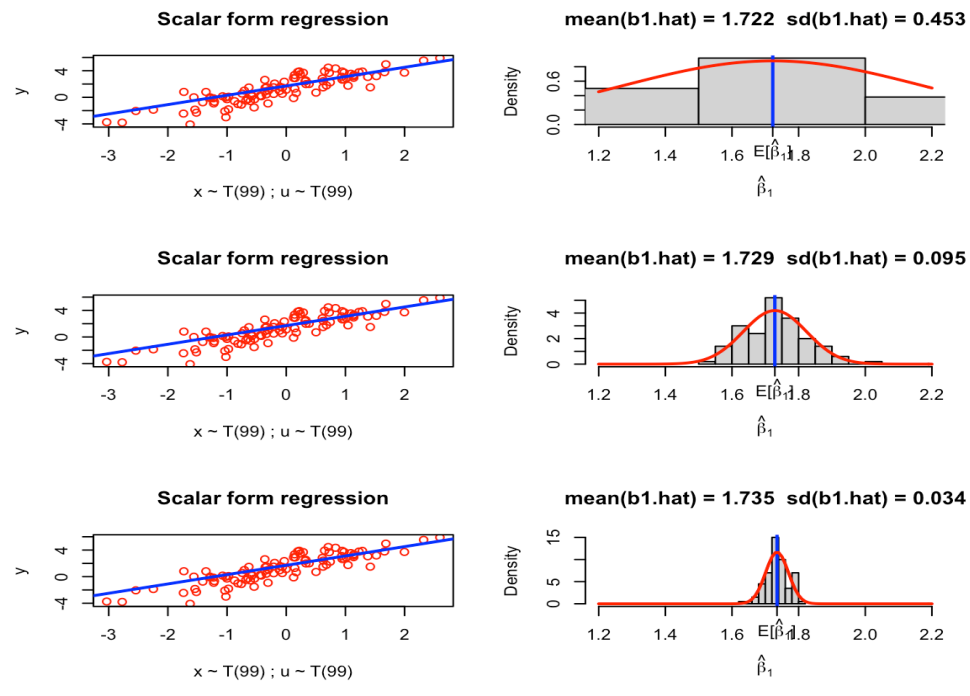 Scalar form regression
y
-4 0 4
-3 -2 -1 0 1 2
x ~ T(99) ; u ~ T(99)
mean(b1.hat) = 1.722 sd(b1.hat) = 0.453
Density
0.0 0.6
1.2 1.4 1.6 1.8 2.0 2.2
E[β̂₁]
β̂₁
Scalar form regression
y
-4 0 4
-3 -2 -1 0 1 2
x ~ T(99) ; u ~ T(99)
mean(b1.hat) = 1.729 sd(b1.hat) = 0.095
Density
0 2 4
1.2 1.4 1.6 1.8 2.0 2.2
E[β̂₁]
β̂₁
Scalar form regression
y
-4 0 4
-3 -2 -1 0 1 2
x ~ T(99) ; u ~ T(99)
mean(b1.hat) = 1.735 sd(b1.hat) = 0.034
Density
0 5 15
1.2 1.4 1.6 1.8 2.0 2.2
E[β̂₁]
β̂₁